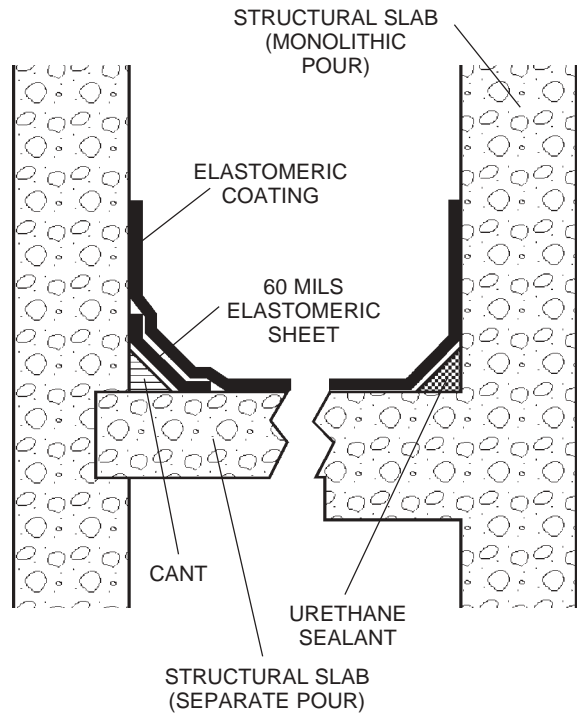 STRUCTURAL SLAB
(MONOLITHIC
POUR)
ELASTOMERIC
COATING
60 MILS
ELASTOMERIC
SHEET
CANT
URETHANE
SEALANT
STRUCTURAL SLAB
(SEPARATE POUR)